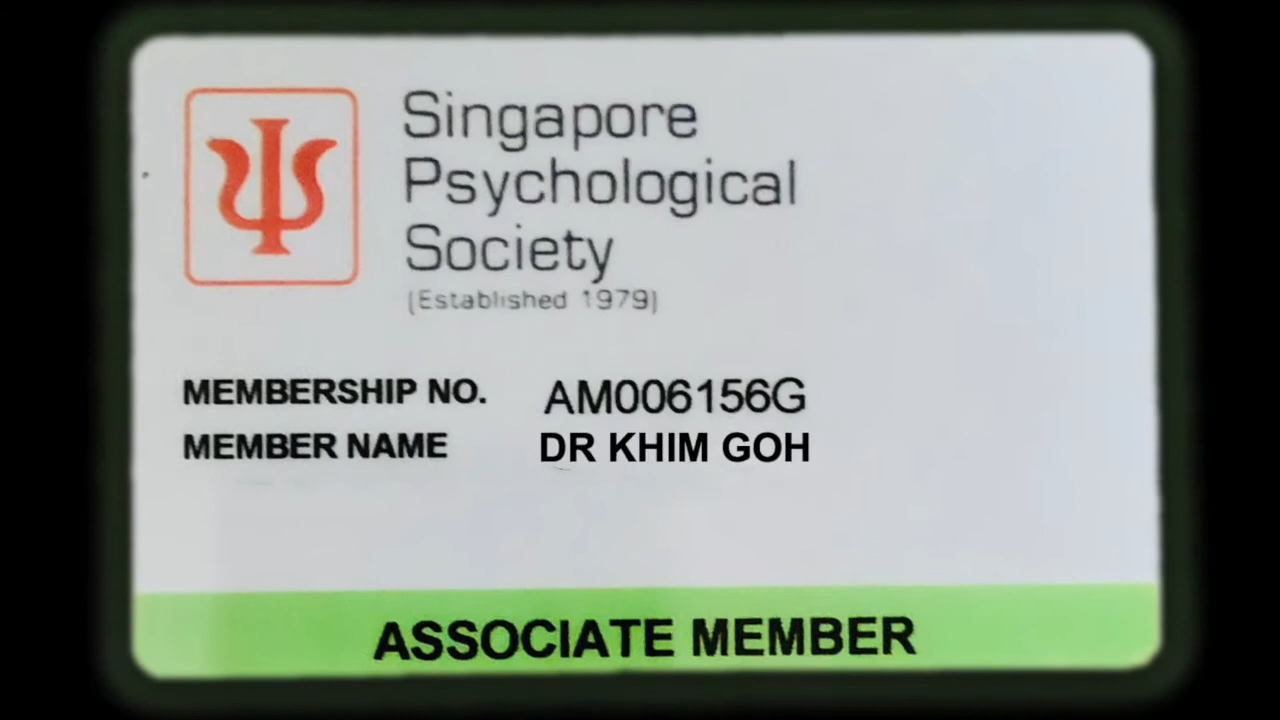 Singapore
Psychological
Society
(Established 1979)
MEMBERSHIP NO. AM006156G
MEMBER NAME DR KHIM GOH
ASSOCIATE MEMBER